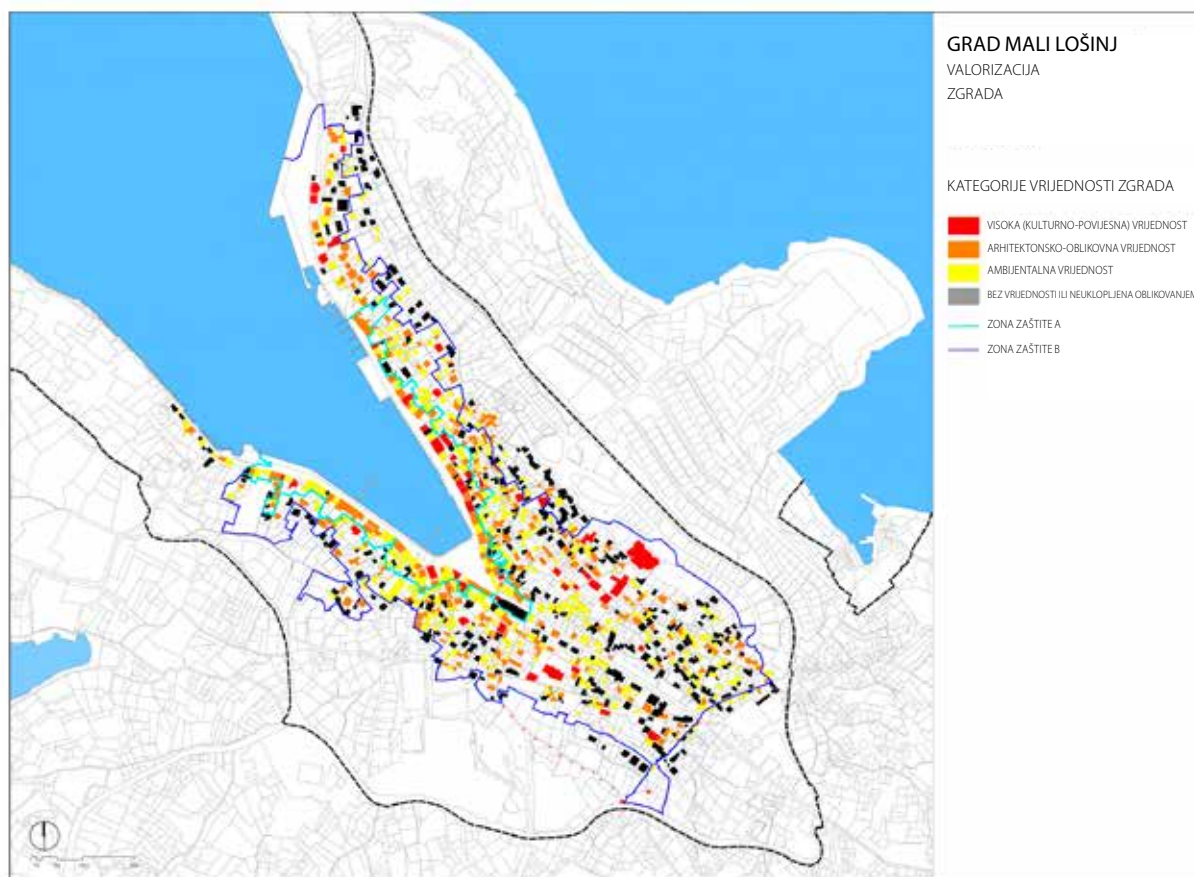 GRAD MALI LOŠINJ
VALORIZACIJA
ZGRADA
KATEGORIJE VRIJEDNOSTI ZGRADA
VISOKA (KULTURNO-POVIJESNA) VRIJEDNOST
ARHITEKTONSKO-OBLIKOVNA VRIJEDNOST
AMBIJENTALNA VRIJEDNOST
BEZ VRIJEDNOSTI ILI NEUKLOPLJENA OBLIKOVANJEM
ZONA ZAŠTITE A
ZONA ZAŠTITE B